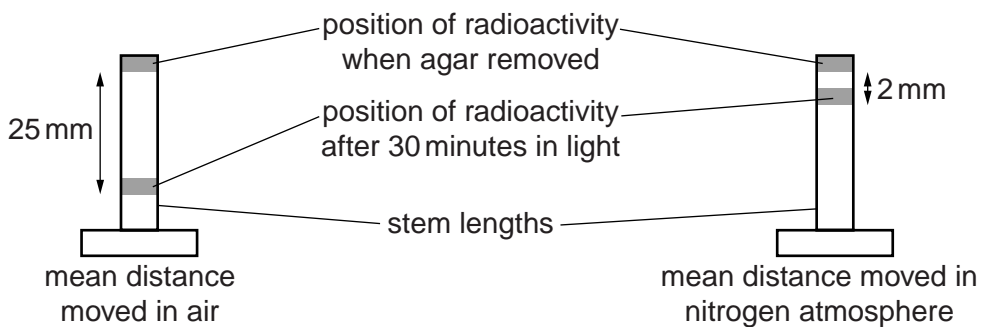 position of radioactivity
when agar removed
25 mm
2 mm
position of radioactivity
after 30 minutes in light
stem lengths
mean distance
moved in air
mean distance moved in
nitrogen atmosphere